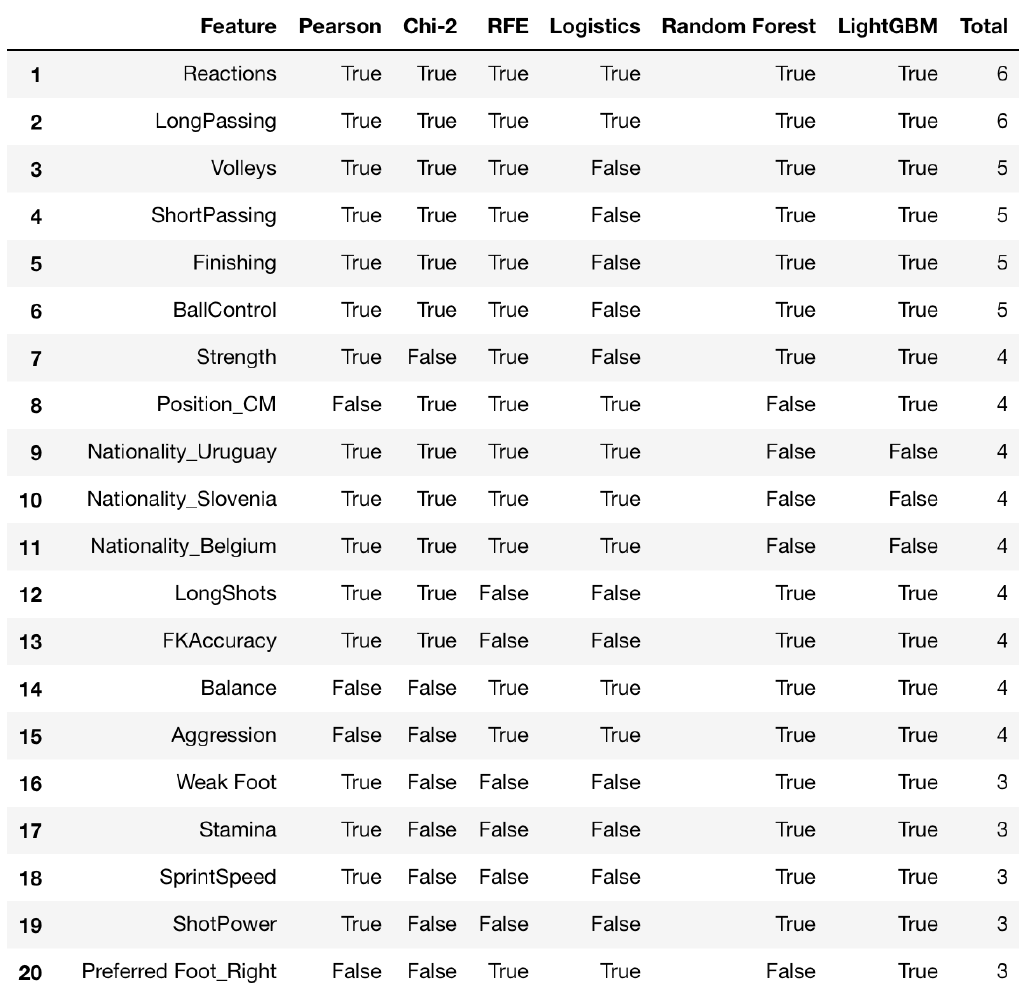 Feature Pearson Chi-2 RFE Logistics Random Forest LightGBM Total
1 Reactions True True True True True True 6
2 LongPassing True True True True True True 6
3 Volleys True True True False True True 5
4 ShortPassing True True True False True True 5
5 Finishing True True True False True True 5
6 BallControl True True True False True True 5
7 Strength True False True False True True 4
8 Position_CM False True True True False True 4
9 Nationality_Uruguay True True True True False False 4
10 Nationality_Slovenia True True True True False False 4
11 Nationality_Belgium True True True True False False 4
12 LongShots True True False False True True 4
13 FKAccuracy True True False False True True 4
14 Balance False False True True True True 4
15 Aggression False False True True True True 4
16 Weak Foot True False False False True True 3
17 Stamina True False False False True True 3
18 SprintSpeed True False False False True True 3
19 ShotPower True False False False True True 3
20 Preferred Foot_Right False False True True False True 3